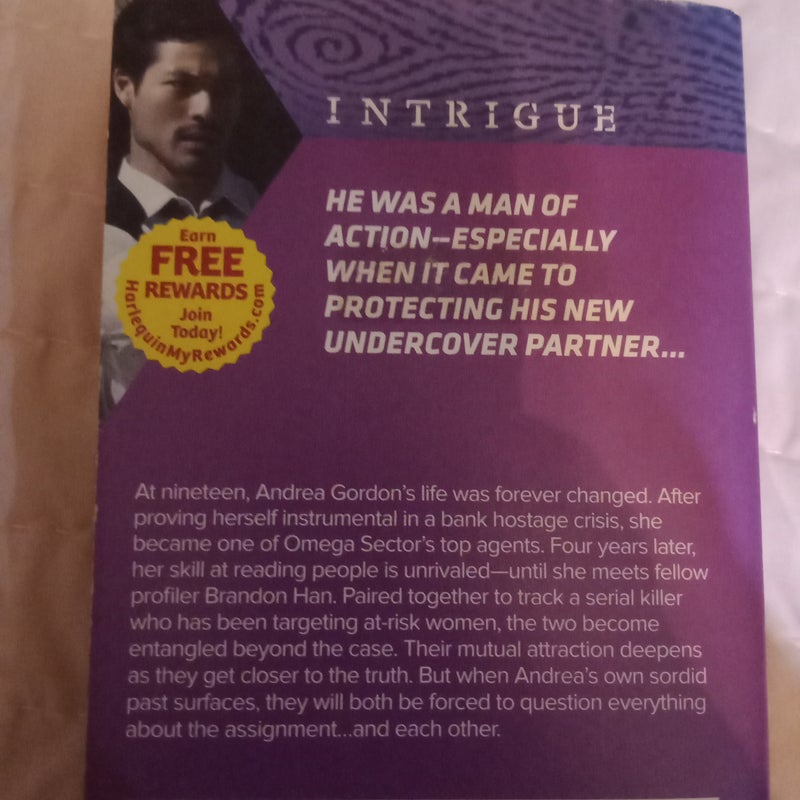 INTRIGUE
HE WAS A MAN OF
ACTION—ESPECIALLY
WHEN IT CAME TO
PROTECTING HIS NEW
UNDERCOVER PARTNER...
Earn
FREE
REWARDS
Join
Today!
HarlequinMyRewards.com
At nineteen, Andrea Gordon's life was forever changed. After
proving herself instrumental in a bank hostage crisis, she
became one of Omega Sector's top agents. Four years later,
her skill at reading people is unrivaled—until she meets fellow
profiler Brandon Han. Paired together to track a serial killer
who has been targeting at-risk women, the two become
entangled beyond the case. Their mutual attraction deepens
as they get closer to the truth. But when Andrea's own sordid
past surfaces, they will both be forced to question everything
about the assignment...and each other.